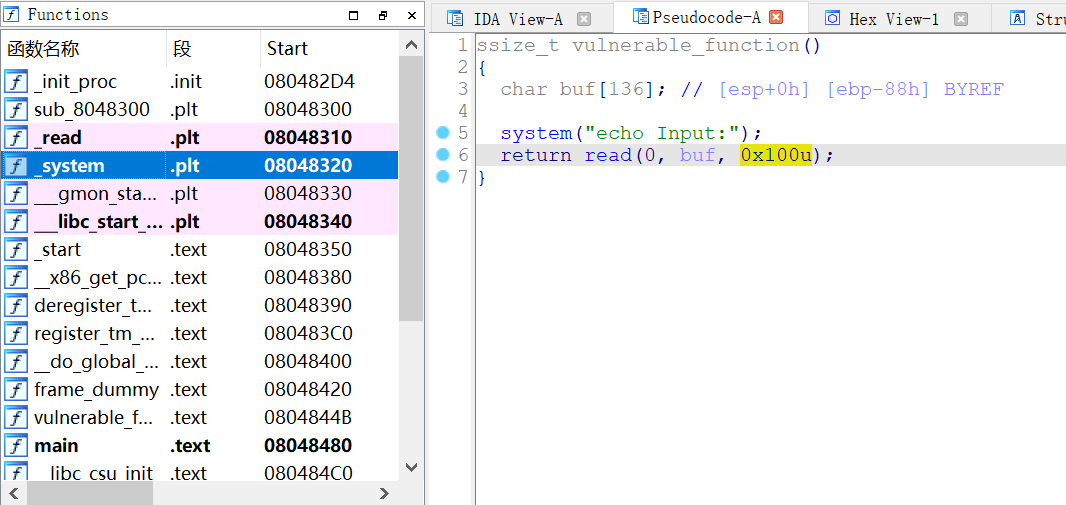 Functions
函数名称 段 Start
_init_proc .init 080482D4
sub_8048300 .plt 08048300
_read .plt 08048310
_system .plt 08048320
___gmon_sta... .plt 08048330
___libc_start_... .plt 08048340
_start .text 08048350
__x86_get_pc... .text 08048380
deregister_t... .text 08048390
register_tm_... .text 080483C0
__do_global_... .text 08048400
frame_dummy .text 08048420
vulnerable_f... .text 0804844B
main .text 08048480
__libc_csu_init .text 080484C0
IDA View-A Pseudocode-A Hex View-1 Stru
1 ssize_t vulnerable_function()
2 {
3 char buf[136]; // [esp+0h] [ebp-88h] BYREF
4
5 system("echo Input:");
6 return read(0, buf, 0x100u);
7 }